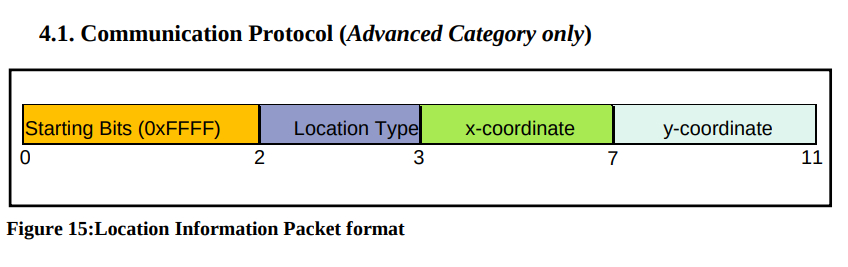 4.1. Communication Protocol (Advanced Category only)
Starting Bits (0xFFFF) Location Type x-coordinate y-coordinate
0 2 3 7 11
Figure 15:Location Information Packet format